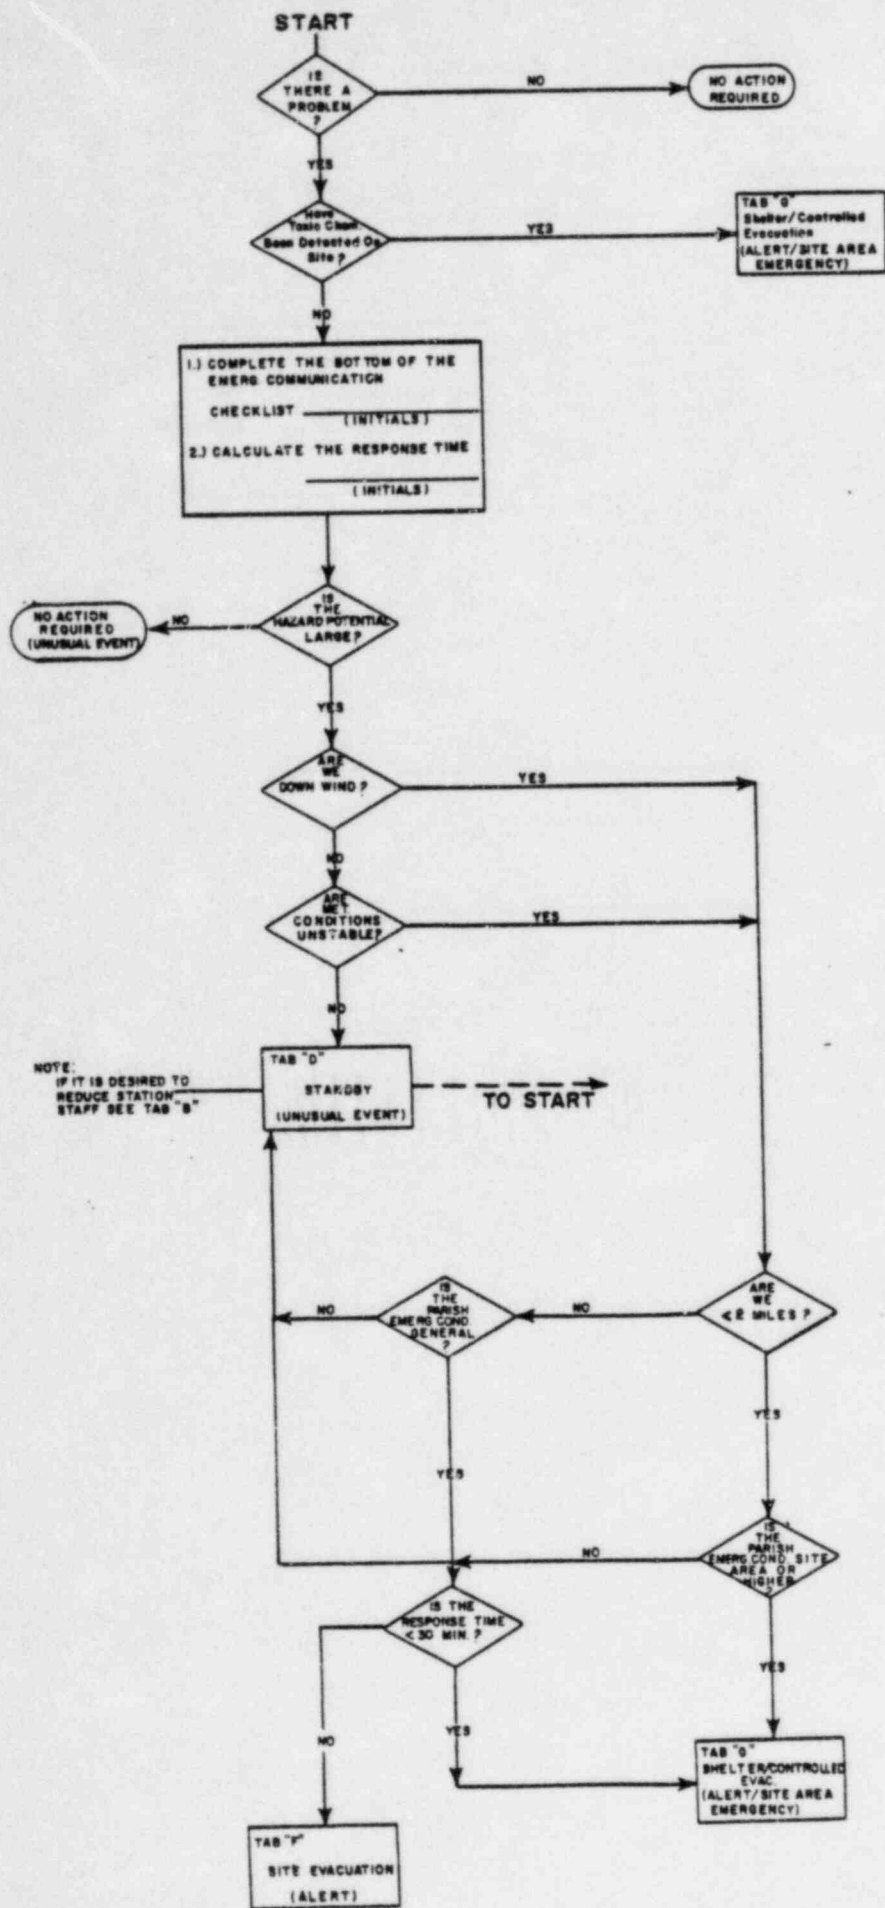 START
IS
THERE A
PROBLEM
?
NO
NO ACTION
REQUIRED
YES
Have
Toxic Chem.
Been Detected On
Site?
YES
TAB "G"
Shelter/Controlled
Evacuation
(ALERT/SITE AREA
EMERGENCY)
NO
1.) COMPLETE THE BOTTOM OF THE
EMERG COMMUNICATION
CHECKLIST
(INITIALS)
2.) CALCULATE THE RESPONSE TIME
(INITIALS)
IS
THE
HAZARD POTENTIAL
LARGE?
NO
NO ACTION
REQUIRED
(UNUSUAL EVENT)
YES
ARE
WE
DOWN WIND?
YES
NO
ARE
MET.
CONDITIONS
UNSTABLE?
YES
NO
NOTE:
IF IT IS DESIRED TO
REDUCE STATION
STAFF SEE TAB "B"
TAB "D"
STANDBY
(UNUSUAL EVENT)
TO START
IS
THE
PARISH
EMERG COND.
GENERAL
?
NO
NO
ARE
WE
< 2 MILES?
YES
YES
IS
THE
PARISH
EMERG. COND. SITE
AREA OR
HIGHER
?
NO
IS THE
RESPONSE TIME
< 30 MIN.?
NO
YES
YES
TAB "G"
SHELTER/CONTROLLED
EVAC.
(ALERT/SITE AREA
EMERGENCY)
TAB "F"
SITE EVACUATION
(ALERT)